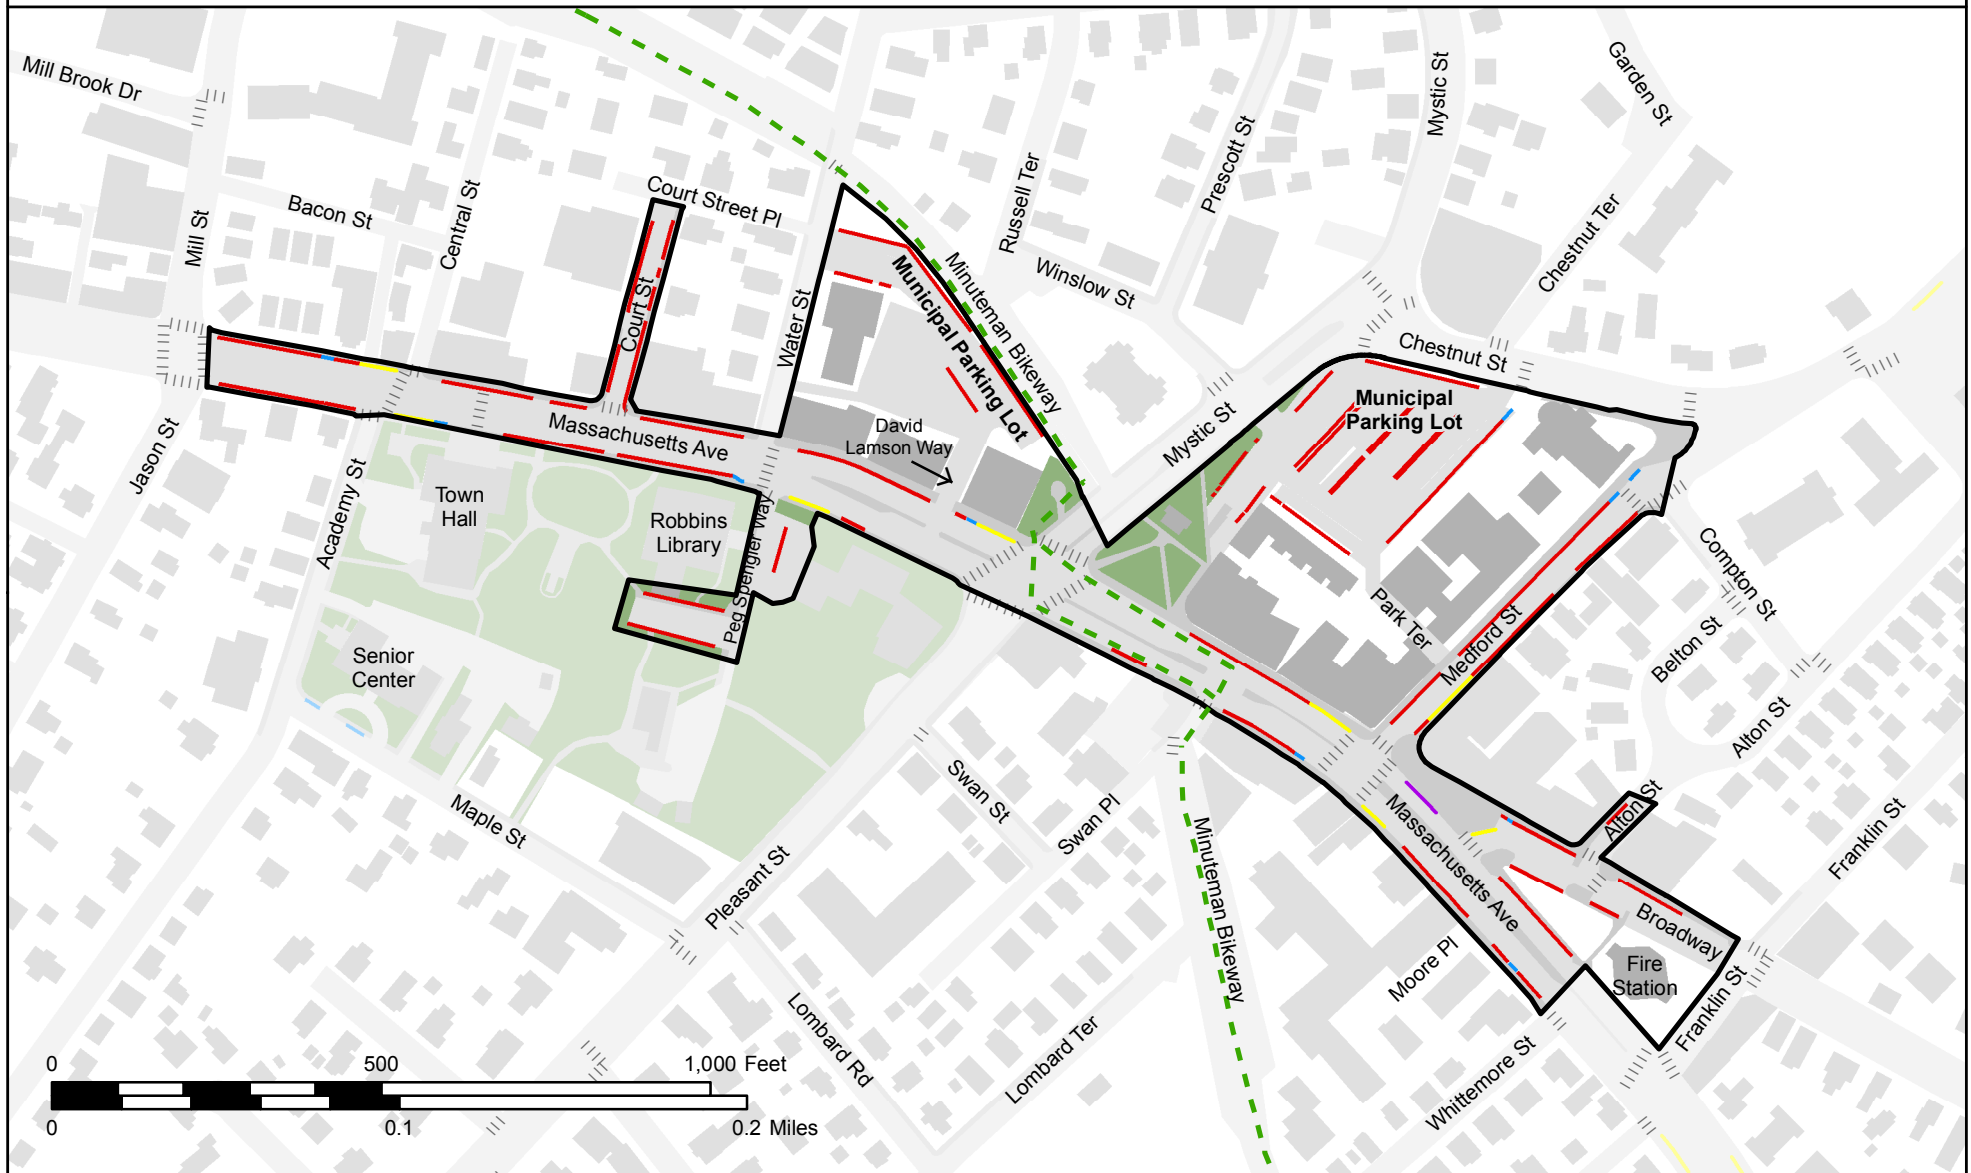 Mill Brook Dr
Mill St
Bacon St
Central St
Court Street Pl
Court St
Water St
Russell Ter
Prescott St
Mystic St
Garden St
Chestnut Ter
Winslow St
Minuteman Bikeway
Municipal Parking Lot
Chestnut St
Municipal
Parking Lot
Mystic St
David
Lamson Way
Massachusetts Ave
Jason St
Academy St
Town
Hall
Robbins
Library
Peg Spengler Way
Senior
Center
Park Ter
Medford St
Compton St
Belton St
Alton St
Alton St
Franklin St
Maple St
Pleasant St
Swan St
Swan Pl
Minuteman Bikeway
Massachusetts Ave
Broadway
Fire
Station
Franklin St
Moore Pl
Whittemore St
Lombard Rd
Lombard Ter
0 500 1,000 Feet
0 0.1 0.2 Miles